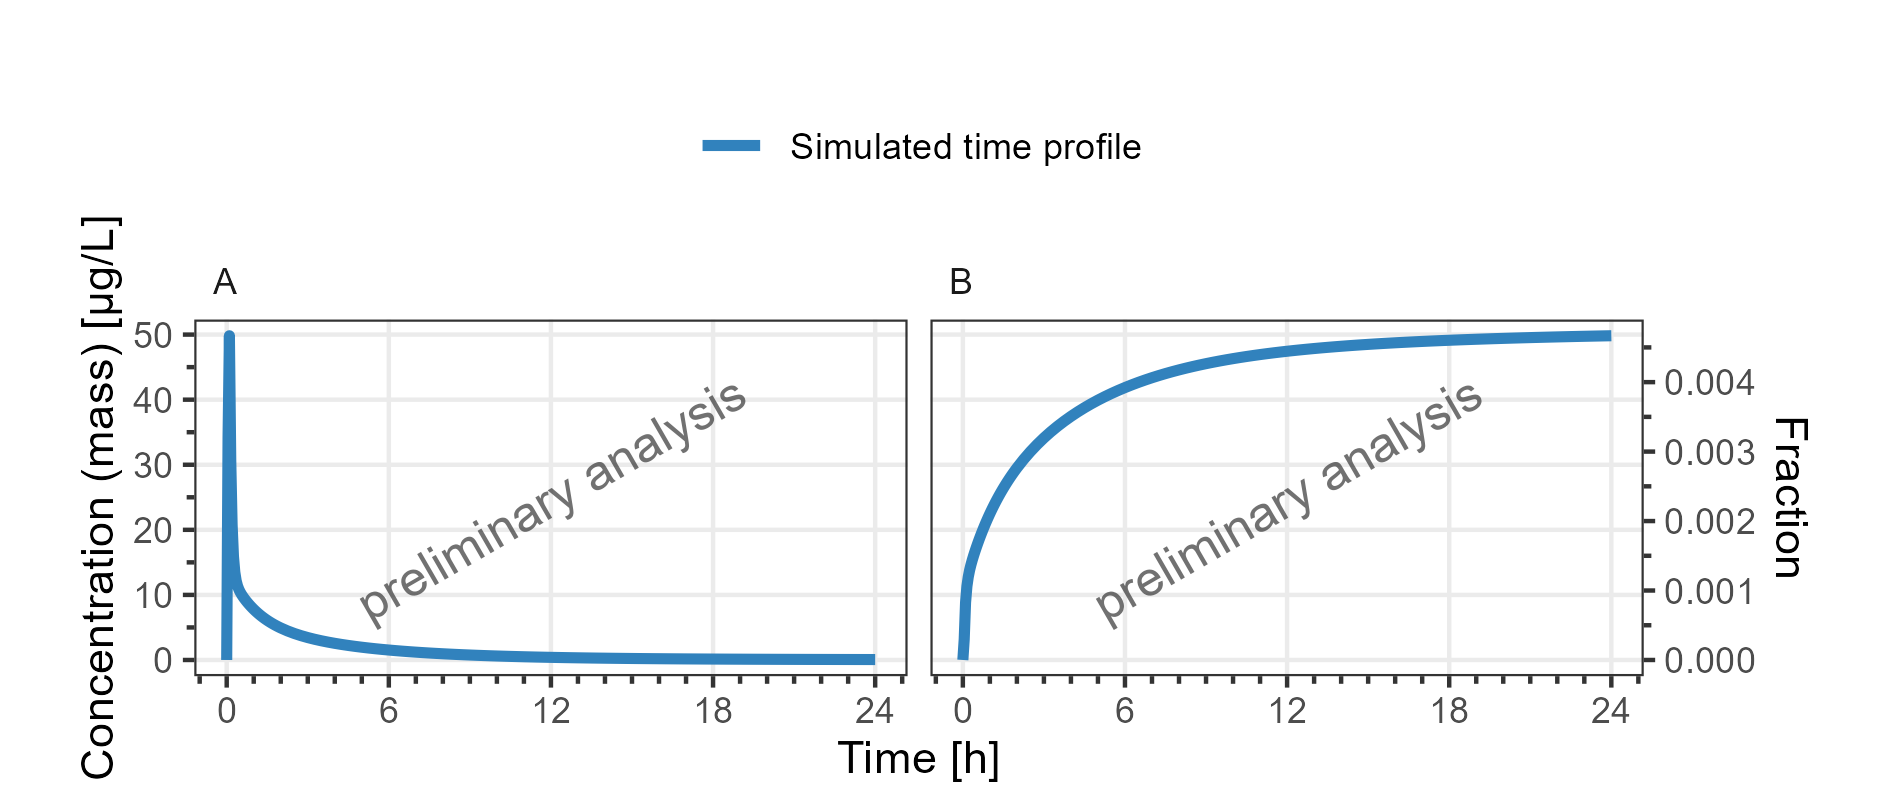 Simulated time profile
A
B
Concentration (mass) [µg/L]
50
40
30
20
10
0
preliminary analysis
preliminary analysis
0.004
0.003
0.002
0.001
0.000
Fraction
0 6 12 18 24
0 6 12 18 24
Time [h]